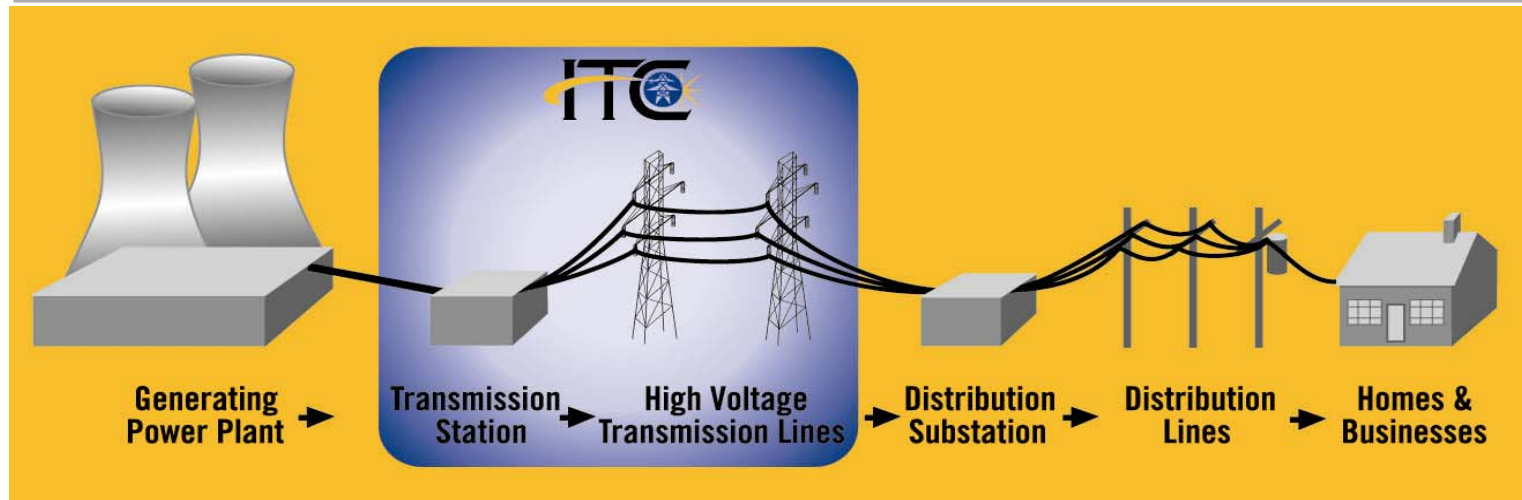 ITC
Generating
Power Plant
Transmission
Station
High Voltage
Transmission Lines
Distribution
Substation
Distribution
Lines
Homes &
Businesses